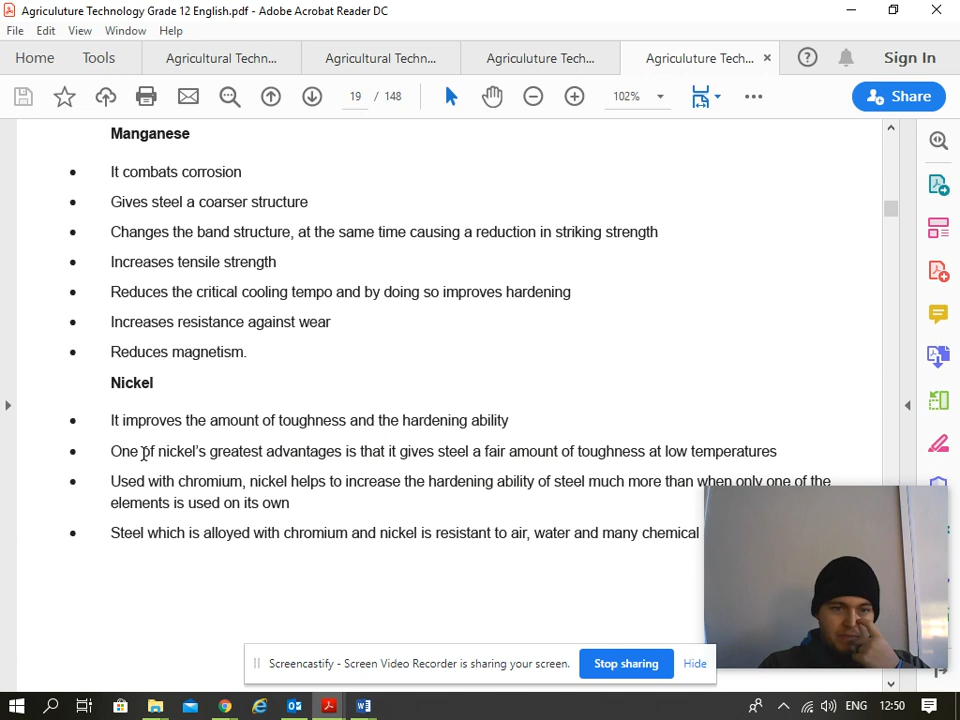 Agriculuture Technology Grade 12 English.pdf - Adobe Acrobat Reader DC
File Edit View Window Help
Home Tools Agricultural Techn... Agricultural Techn... Agriculuture Tech... Agriculuture Tech... × Sign In
19 / 148 102% Share
Manganese
• It combats corrosion
• Gives steel a coarser structure
• Changes the band structure, at the same time causing a reduction in striking strength
• Increases tensile strength
• Reduces the critical cooling tempo and by doing so improves hardening
• Increases resistance against wear
• Reduces magnetism.
Nickel
• It improves the amount of toughness and the hardening ability
• One of nickel's greatest advantages is that it gives steel a fair amount of toughness at low temperatures
• Used with chromium, nickel helps to increase the hardening ability of steel much more than when only one of the
elements is used on its own
• Steel which is alloyed with chromium and nickel is resistant to air, water and many chemical
Screencastify - Screen Video Recorder is sharing your screen. Stop sharing Hide
ENG 12:50